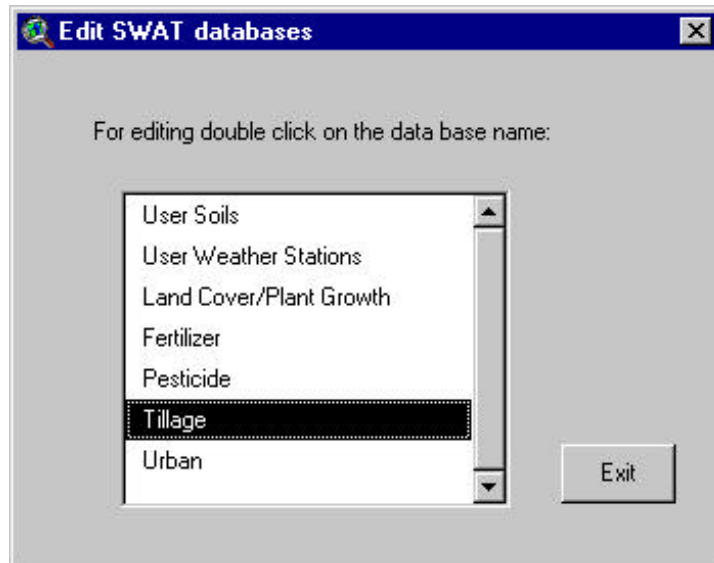 Edit SWAT databases
For editing double click on the data base name:
User Soils
User Weather Stations
Land Cover/Plant Growth
Fertilizer
Pesticide
Tillage
Urban
Exit